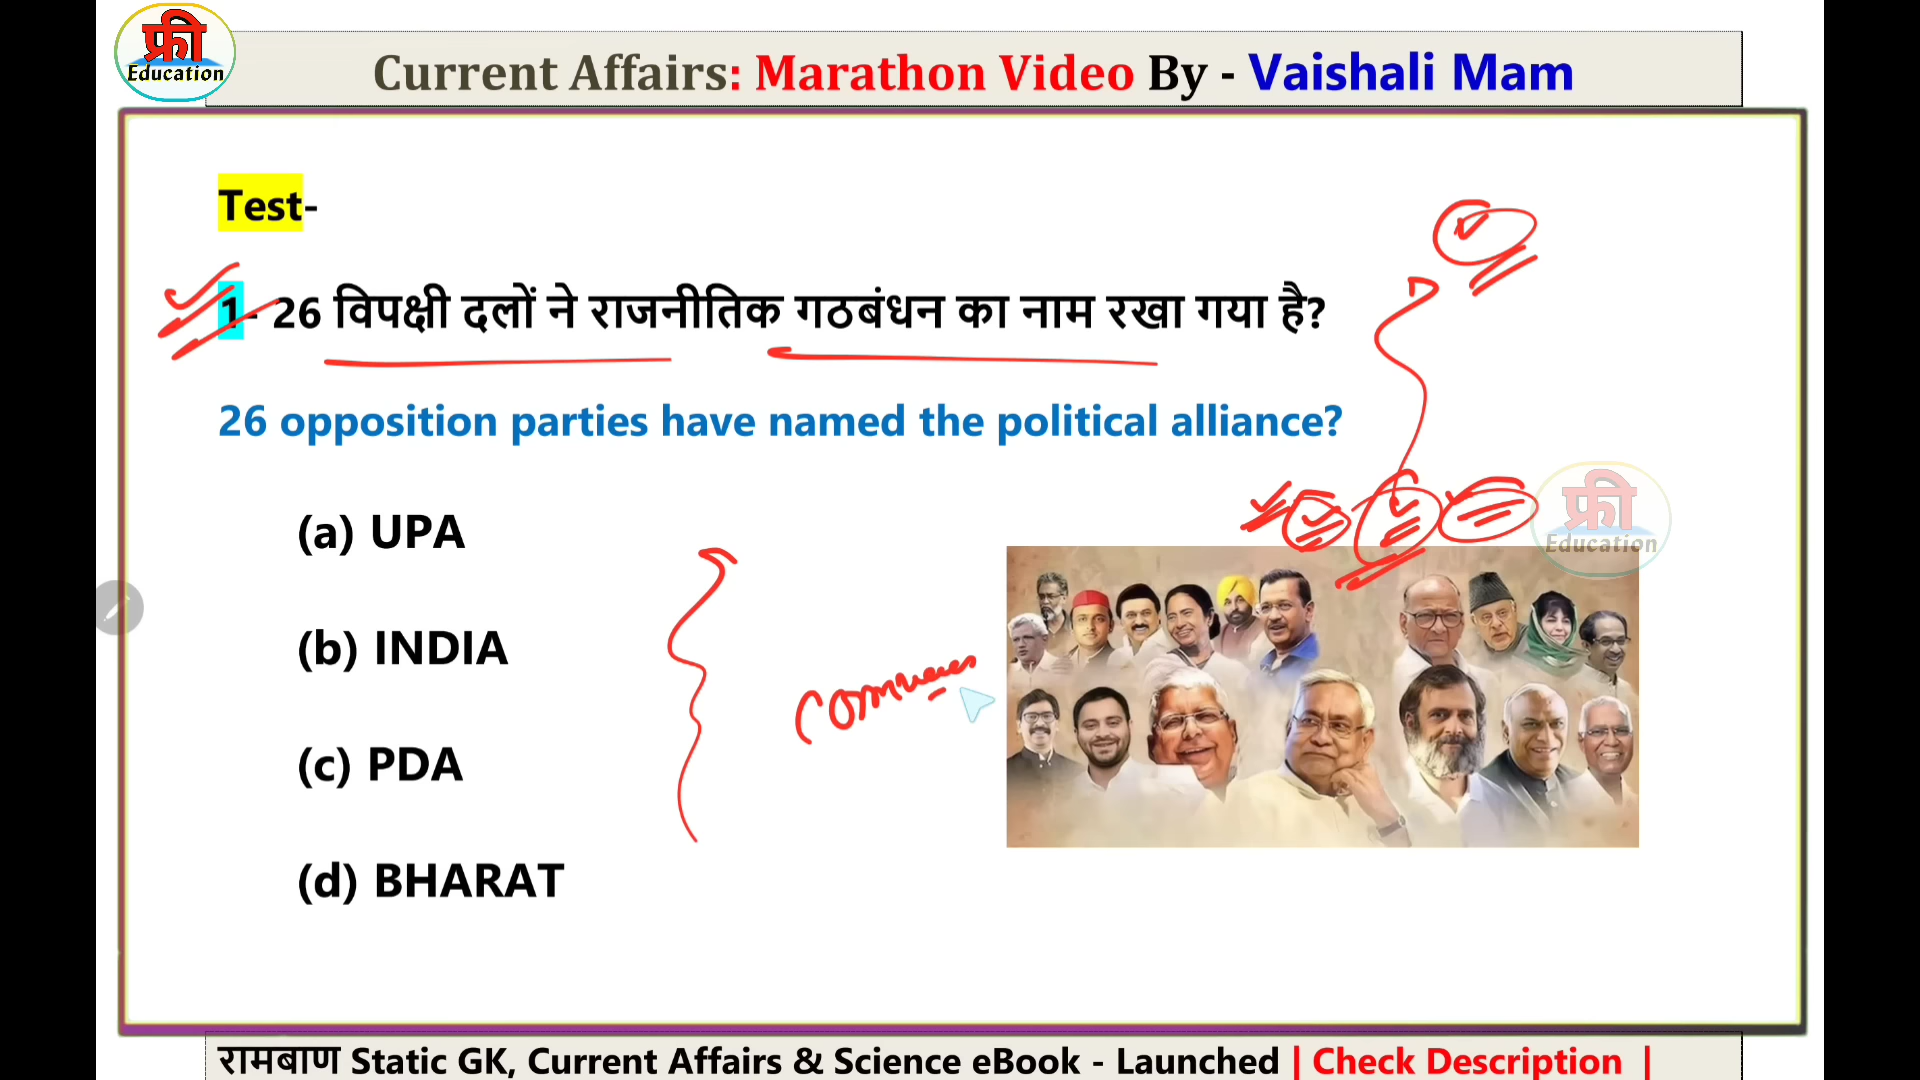 फ्री
Education
Current Affairs: Marathon Video By - Vaishali Mam
Test-
1- 26 विपक्षी दलों ने राजनीतिक गठबंधन का नाम रखा गया है?
26 opposition parties have named the political alliance?
(a) UPA
(b) INDIA
(c) PDA
(d) BHARAT
फ्री
Education
रामबाण Static GK, Current Affairs & Science eBook - Launched | Check Description |